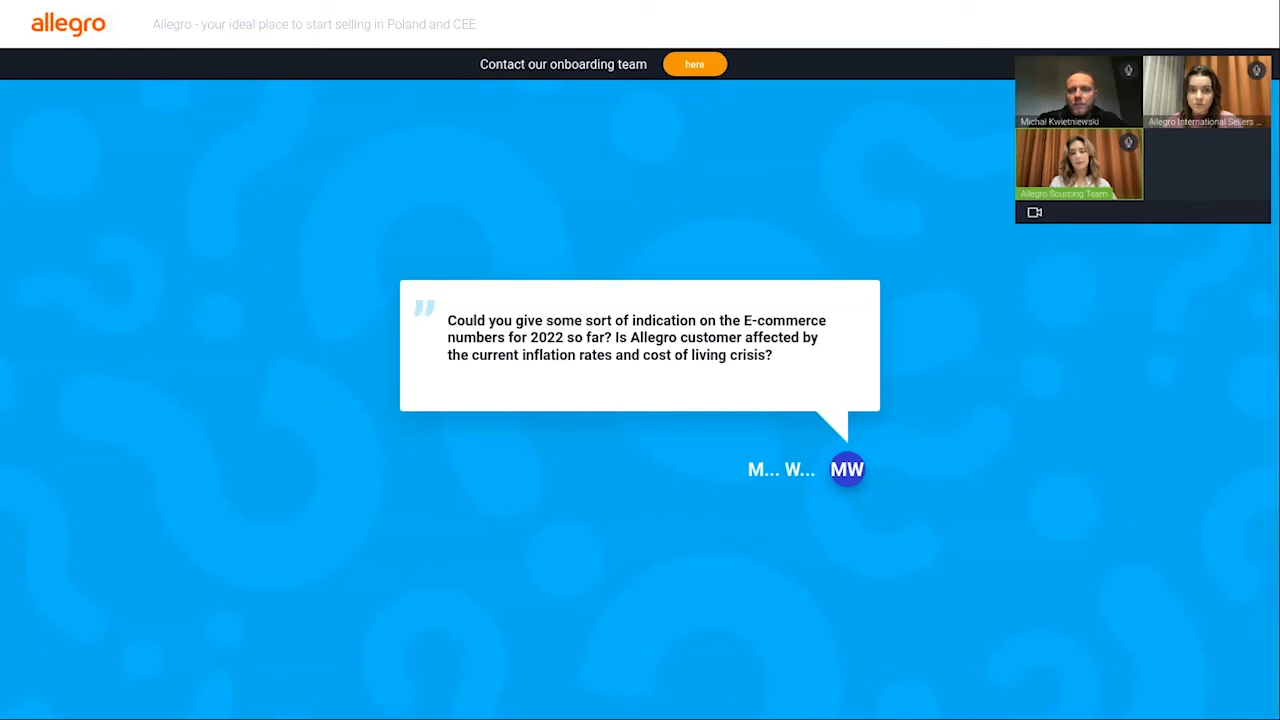 allegro
Allegro - your ideal place to start selling in Poland and CEE
Contact our onboarding team
here
Michał Kwietniewski
Allegro International Sellers ...
Allegro Sourcing Team
Could you give some sort of indication on the E-commerce
numbers for 2022 so far? Is Allegro customer affected by
the current inflation rates and cost of living crisis?
M... W...
MW